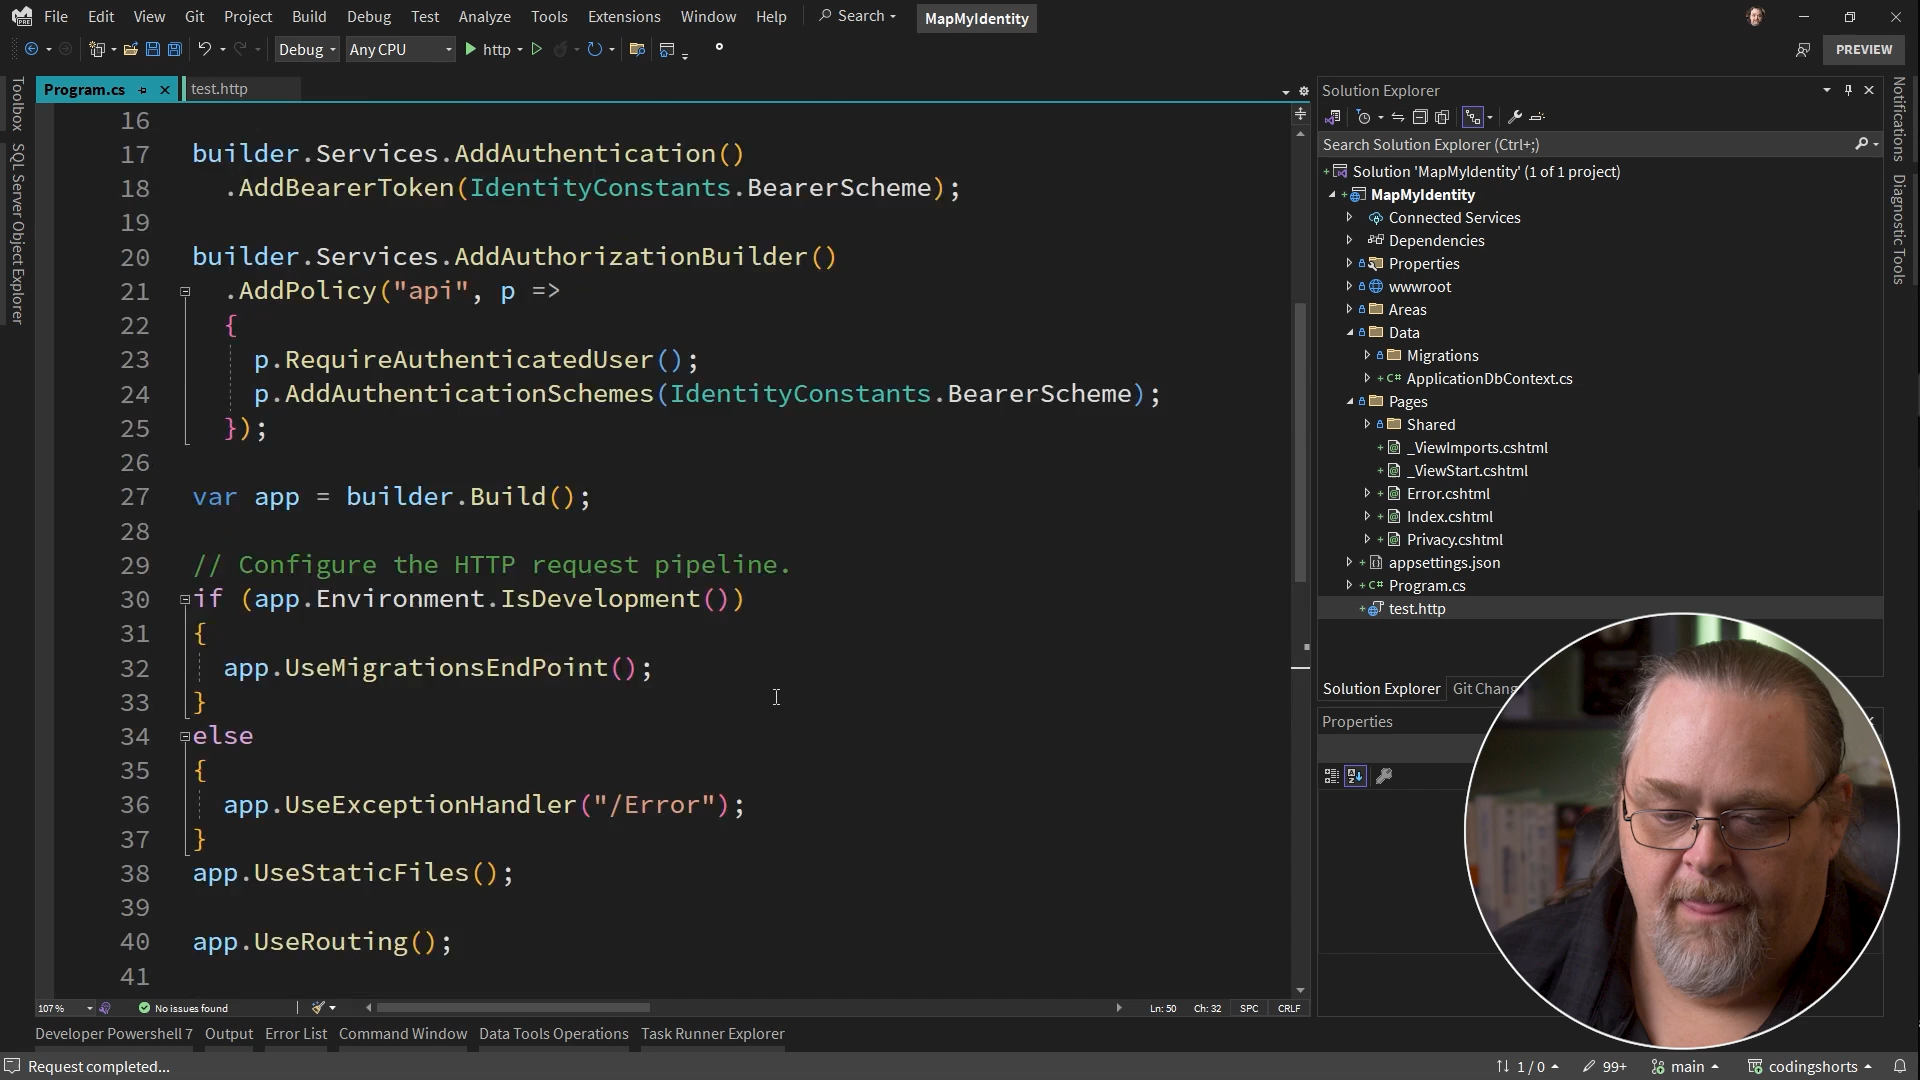 File Edit View Git Project Build Debug Test Analyze Tools Extensions Window Help Search MapMyIdentity
Debug Any CPU http PREVIEW
Program.cs test.http
Toolbox
SQL Server Object Explorer
16
17 builder.Services.AddAuthentication()
18 .AddBearerToken(IdentityConstants.BearerScheme);
19
20 builder.Services.AddAuthorizationBuilder()
21 .AddPolicy("api", p =>
22 {
23 p.RequireAuthenticatedUser();
24 p.AddAuthenticationSchemes(IdentityConstants.BearerScheme);
25 });
26
27 var app = builder.Build();
28
29 // Configure the HTTP request pipeline.
30 if (app.Environment.IsDevelopment())
31 {
32 app.UseMigrationsEndPoint();
33 }
34 else
35 {
36 app.UseExceptionHandler("/Error");
37 }
38 app.UseStaticFiles();
39
40 app.UseRouting();
41
107% No issues found Ln: 50 Ch: 32 SPC CRLF
Developer Powershell 7 Output Error List Command Window Data Tools Operations Task Runner Explorer
Solution Explorer
Search Solution Explorer (Ctrl+;)
Solution 'MapMyIdentity' (1 of 1 project)
MapMyIdentity
Connected Services
Dependencies
Properties
wwwroot
Areas
Data
Migrations
C# ApplicationDbContext.cs
Pages
Shared
_ViewImports.cshtml
_ViewStart.cshtml
Error.cshtml
Index.cshtml
Privacy.cshtml
appsettings.json
C# Program.cs
test.http
Solution Explorer Git Chang
Properties
Notifications
Diagnostic Tools
Request completed... 1 / 0 99+ main codingshorts